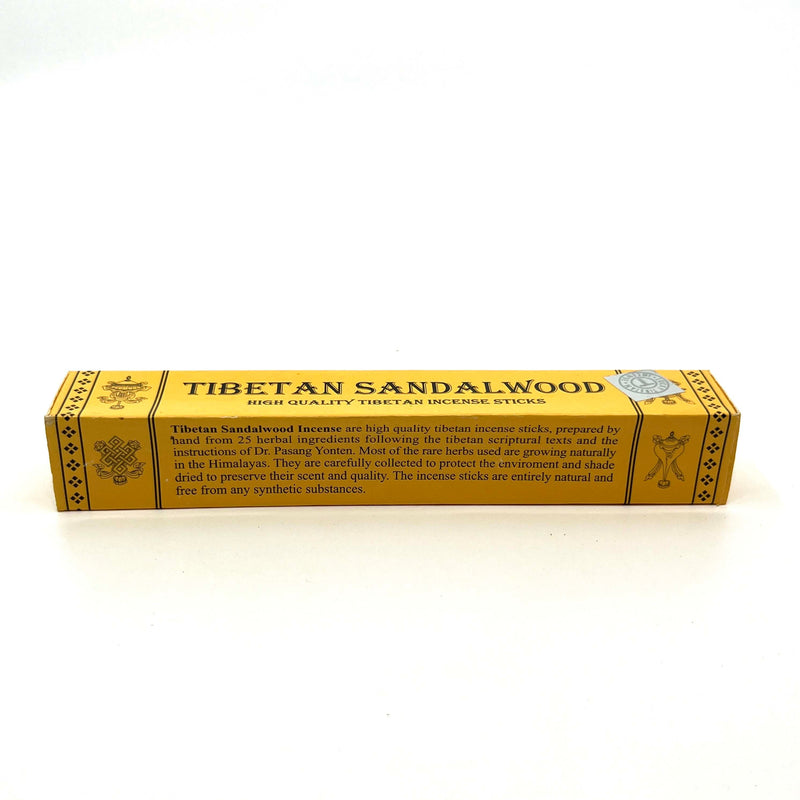 TIBETAN SANDALWOOD
HIGH QUALITY TIBETAN INCENSE STICKS
Tibetan Sandalwood Incense are high quality tibetan incense sticks, prepared by
hand from 25 herbal ingredients following the tibetan scriptural texts and the
instructions of Dr. Pasang Yonten. Most of the rare herbs used are growing naturally
in the Himalayas. They are carefully collected to protect the enviroment and shade
dried to preserve their scent and quality. The incense sticks are entirely natural and
free from any synthetic substances.